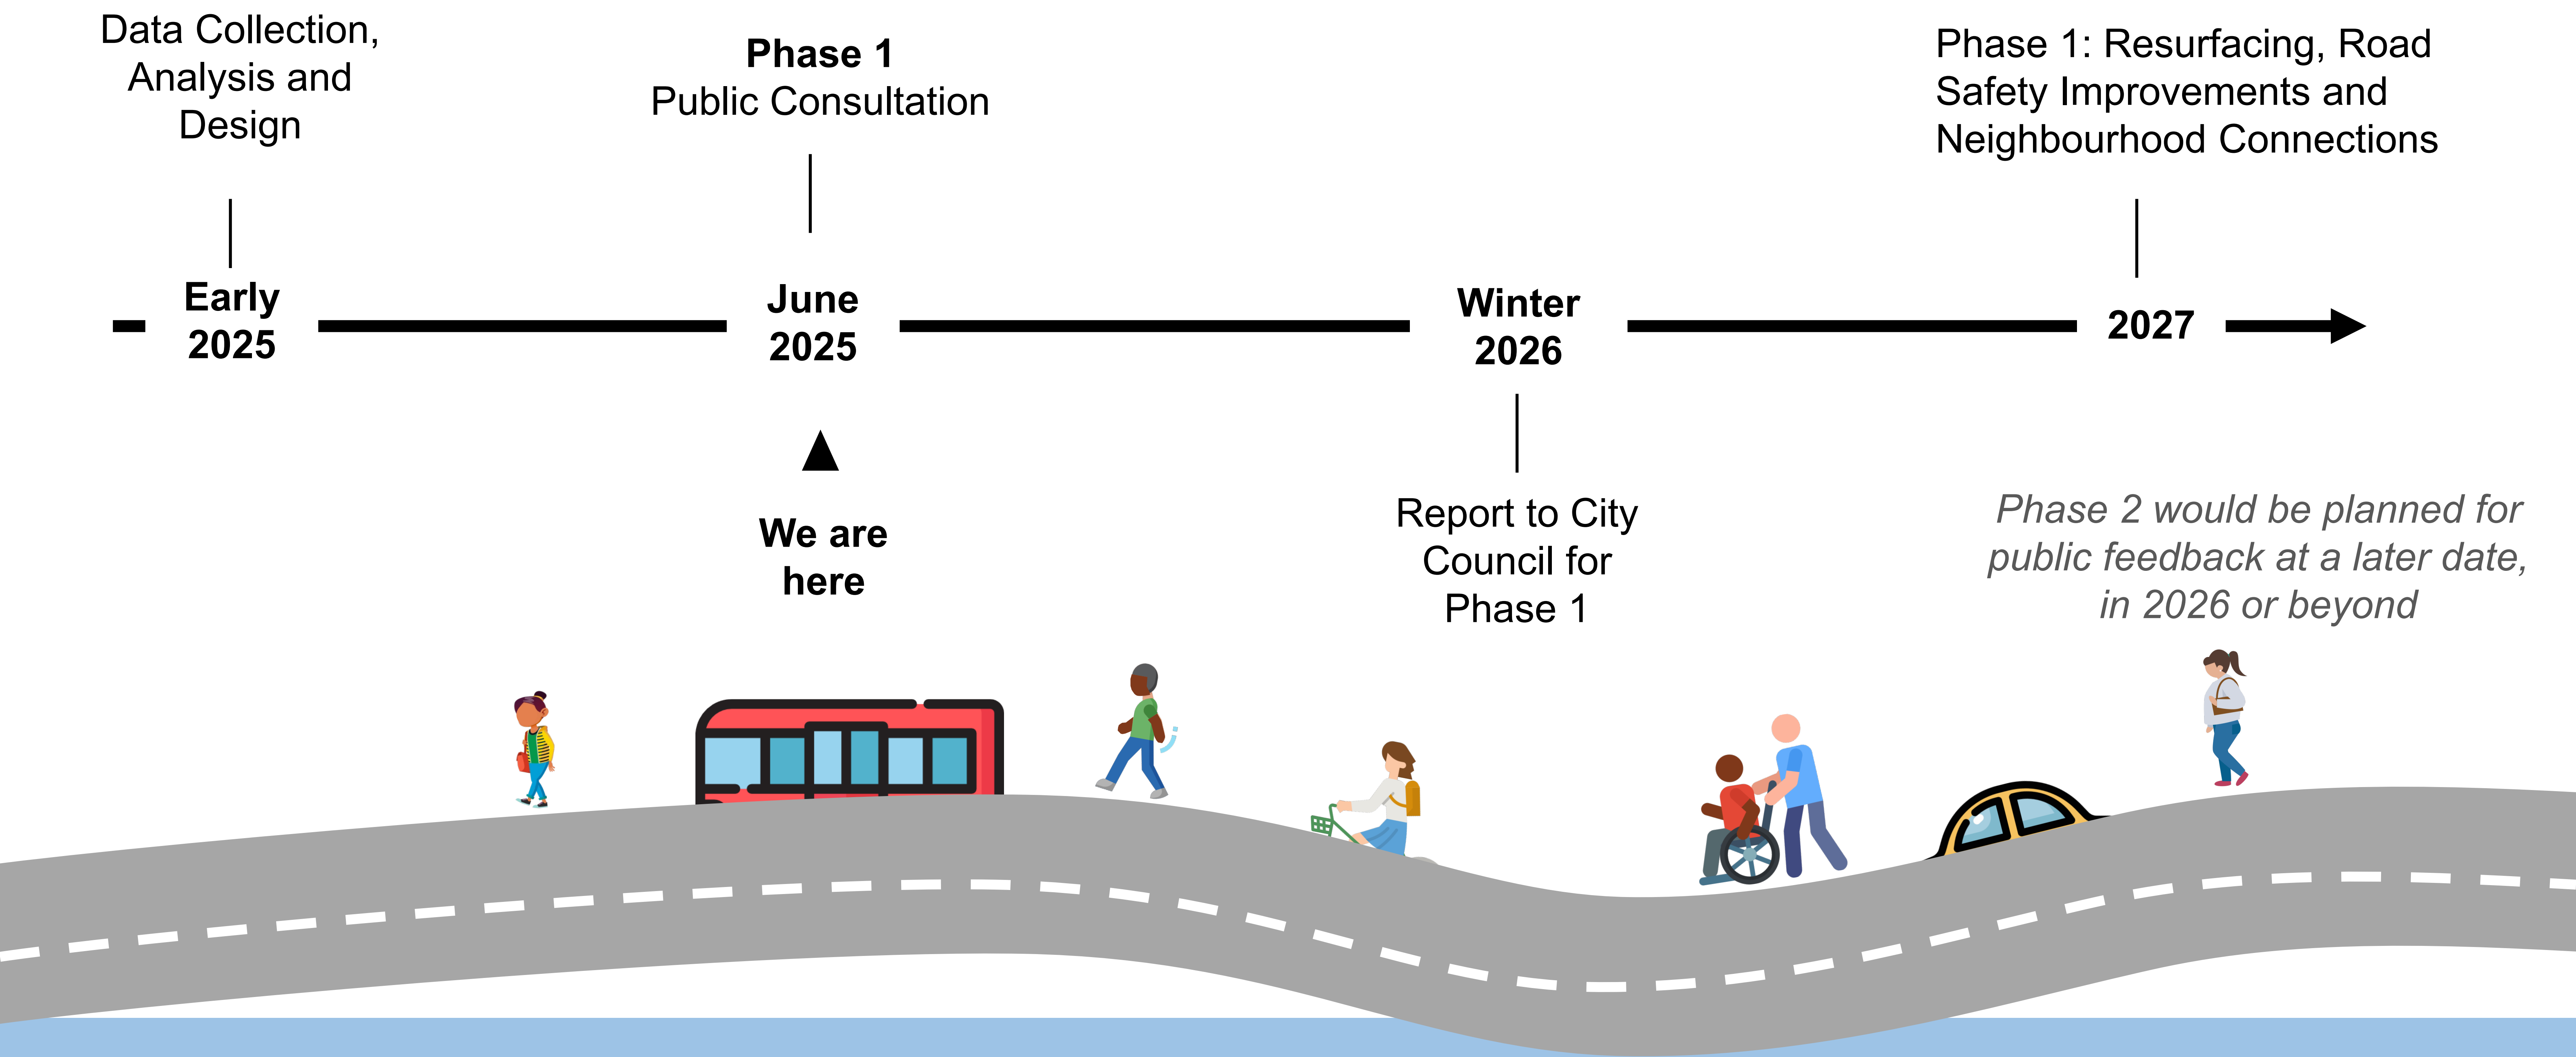 Data Collection,
Analysis and
Design
Early
2025
Phase 1
Public Consultation
June
2025
We are
here
Winter
2026
Report to City
Council for
Phase 1
Phase 1: Resurfacing, Road
Safety Improvements and
Neighbourhood Connections
2027
Phase 2 would be planned for
public feedback at a later date,
in 2026 or beyond